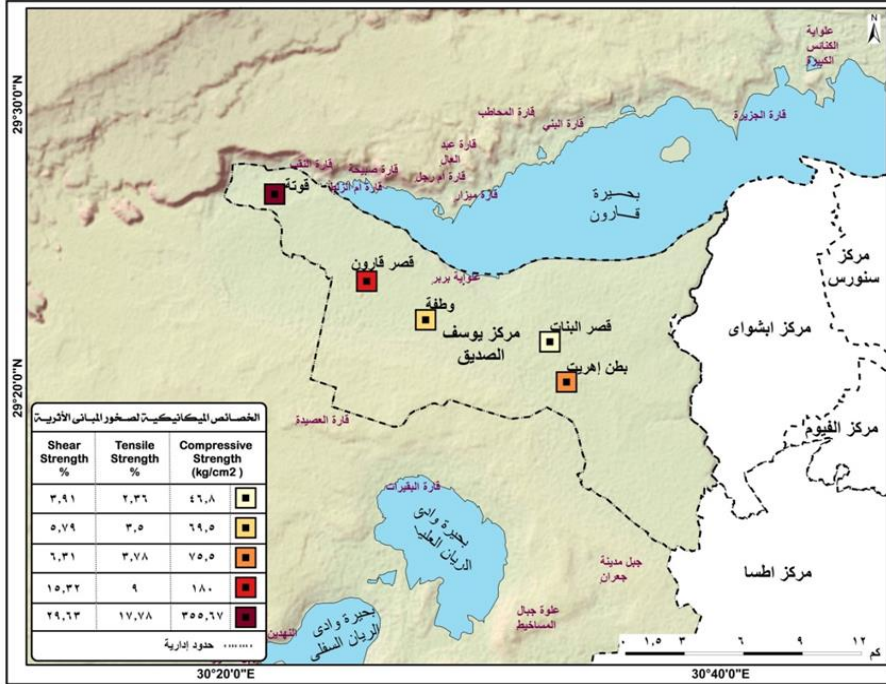 N
علواية
الكنائس
الكبيرة
29°30'0"N
قارة الجزيرة
قارة المحاطب
قارة البني
قارة عبد
العال
قارة النقب
قارة صبيحة
قارة ام رجل
قوتة
قارة ميزار
بحيرة
قارون
مركز
سنورس
قصر قارون
علواية بربر
وطفة
مركز يوسف
الصديق
قصر البنات
مركز ابشواى
بطن إهريت
29°20'0"N
مركز الفيوم
قارة العصيدة
الخصائص الميكانيكية لصخور المبانى الأثرية
Shear Strength % Tensile Strength % Compressive Strength (kg/cm2 )
٣,٩١ ٢,٣٦ ٤٦,٨
٥,٧٩ ٣,٥ ٦٩,٥
٦,٣١ ٣,٧٨ ٧٥,٥
١٥,٣٢ ٩ ١٨٠
٢٩,٦٣ ١٧,٧٨ ٣٥٥,٦٧
حدود إدارية
قارة البقيرات
بحيرة وادى
الريان العليا
جبل مدينة
جعران
مركز اطسا
علوة جبال
المساخيط
النهدين
بحيرة وادى
الريان السفلى
٠ ١,٥ ٣ ٦ ٩ ١٢
كم
30°20'0"E
30°40'0"E